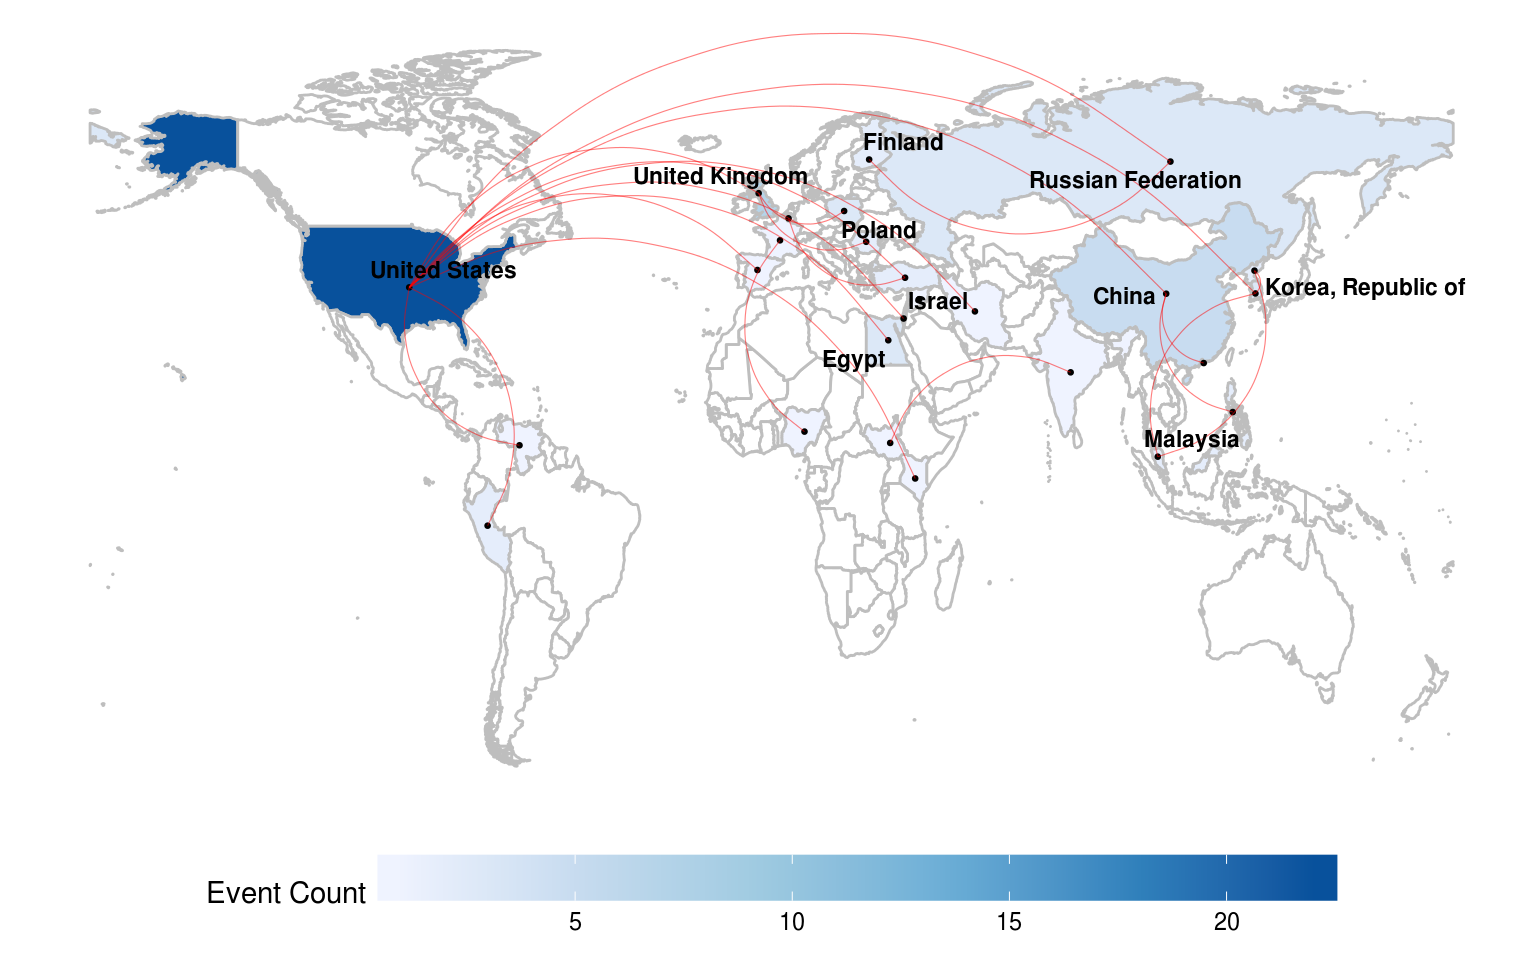 Finland
United Kingdom
Russian Federation
Poland
United States
Israel
China
Korea, Republic of
Egypt
Malaysia
Event Count
5 10 15 20